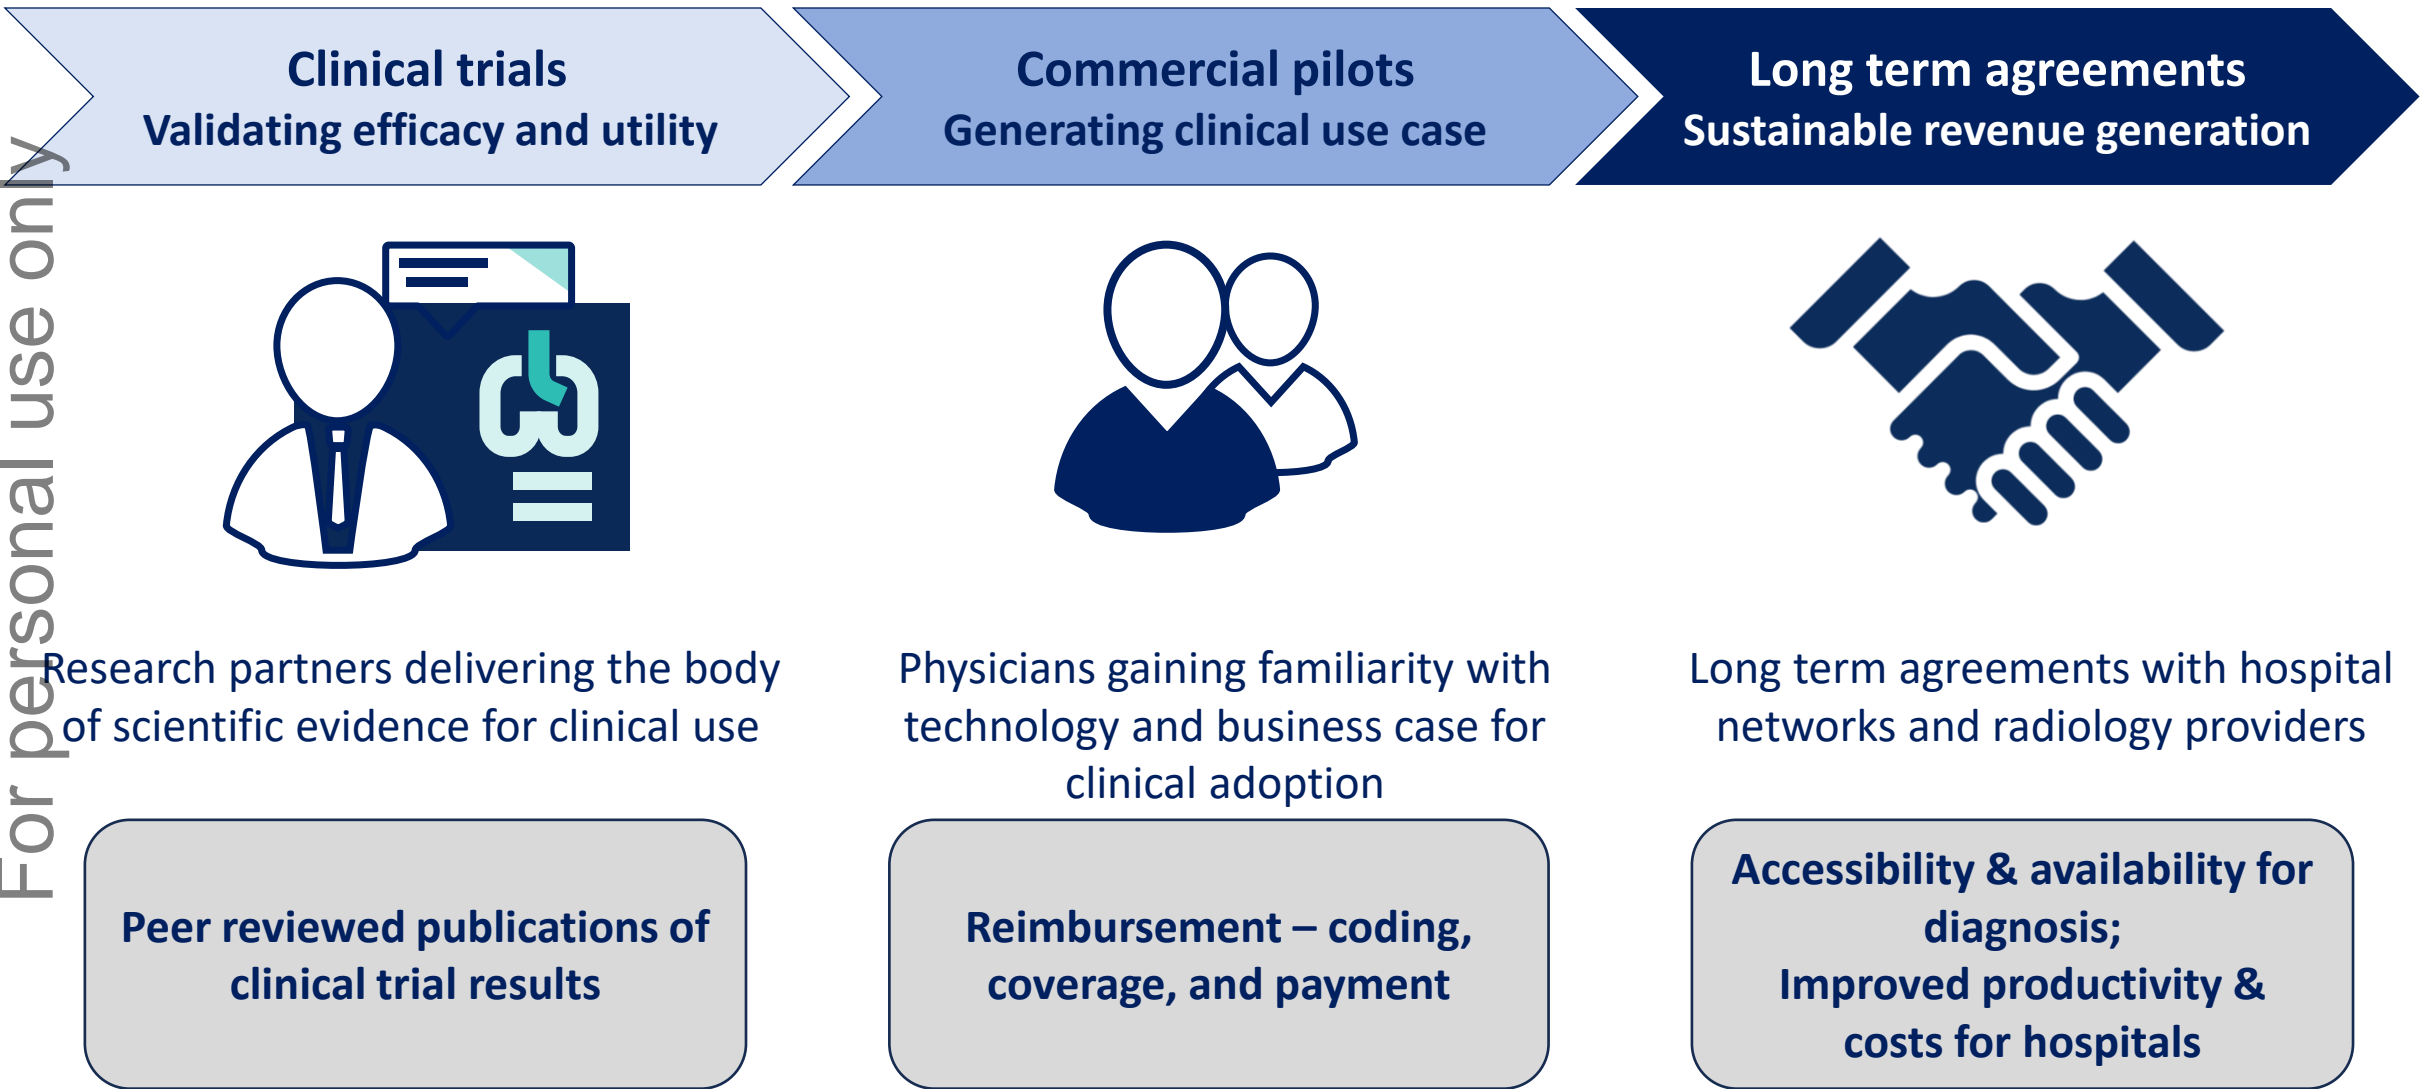 Clinical trials
Validating efficacy and utility
Commercial pilots
Generating clinical use case
Long term agreements
Sustainable revenue generation
For personal use only
Research partners delivering the body
of scientific evidence for clinical use
Physicians gaining familiarity with
technology and business case for
clinical adoption
Long term agreements with hospital
networks and radiology providers
Peer reviewed publications of
clinical trial results
Reimbursement – coding,
coverage, and payment
Accessibility & availability for
diagnosis;
Improved productivity &
costs for hospitals